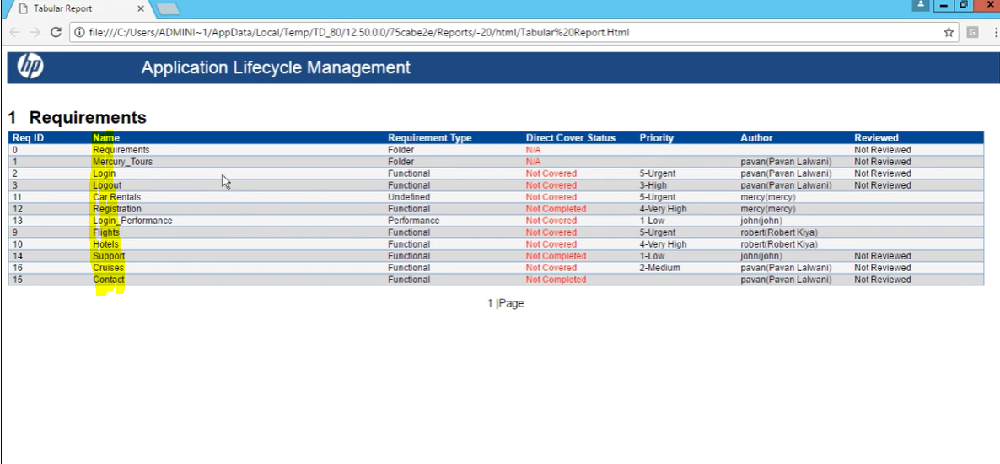 Tabular Report
file:///C:/Users/ADMINI~1/AppData/Local/Temp/TD_80/12.50.0.0/75cabe2e/Reports/-20/html/Tabular%20Report.Html
G
hp Application Lifecycle Management
1 Requirements
Req ID Name Requirement Type Direct Cover Status Priority Author Reviewed
0 Requirements Folder N/A Not Reviewed
1 Mercury_Tours Folder N/A pavan(Pavan Lalwani) Not Reviewed
2 Login Functional Not Covered 5-Urgent pavan(Pavan Lalwani) Not Reviewed
3 Logout Functional Not Covered 3-High pavan(Pavan Lalwani) Not Reviewed
11 Car Rentals Undefined Not Covered 5-Urgent mercy(mercy)
12 Registration Functional Not Completed 4-Very High mercy(mercy)
13 Login_Performance Performance Not Covered 1-Low john(john)
9 Flights Functional Not Covered 5-Urgent robert(Robert Kiya)
10 Hotels Functional Not Covered 4-Very High robert(Robert Kiya)
14 Support Functional Not Completed 1-Low john(john) Not Reviewed
16 Cruises Functional Not Covered 2-Medium pavan(Pavan Lalwani) Not Reviewed
15 Contact Functional Not Completed pavan(Pavan Lalwani) Not Reviewed
1 |Page